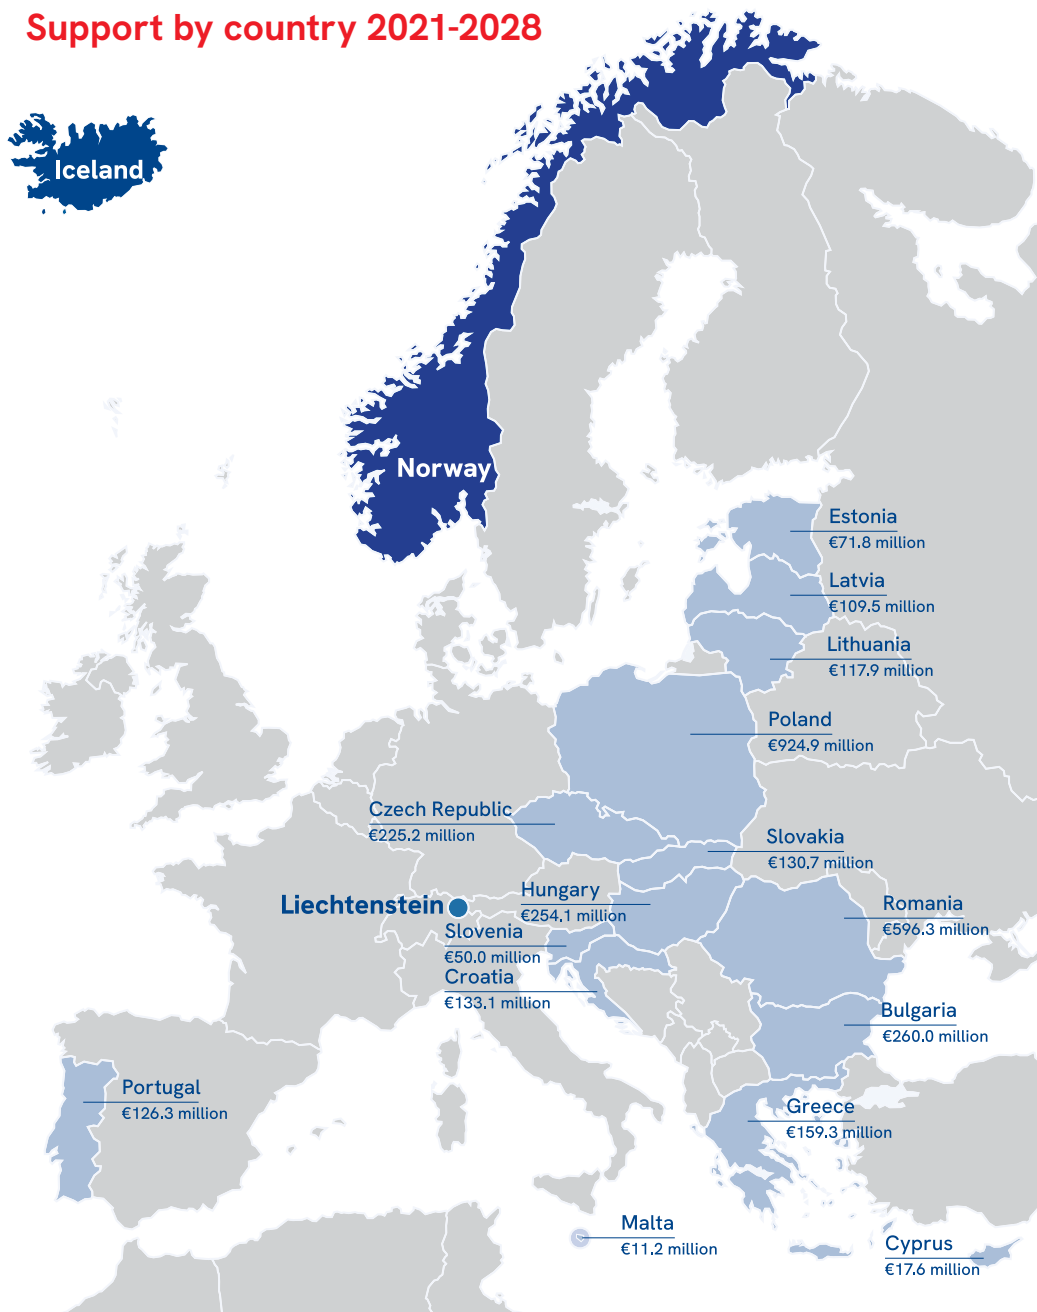 Support by country 2021-2028
Iceland
Norway
Estonia
€71.8 million
Latvia
€109.5 million
Lithuania
€117.9 million
Poland
€924.9 million
Czech Republic
€225.2 million
Slovakia
€130.7 million
Hungary
€254.1 million
Liechtenstein
Romania
€596.3 million
Slovenia
€50.0 million
Croatia
€133.1 million
Bulgaria
€260.0 million
Portugal
€126.3 million
Greece
€159.3 million
Malta
€11.2 million
Cyprus
€17.6 million